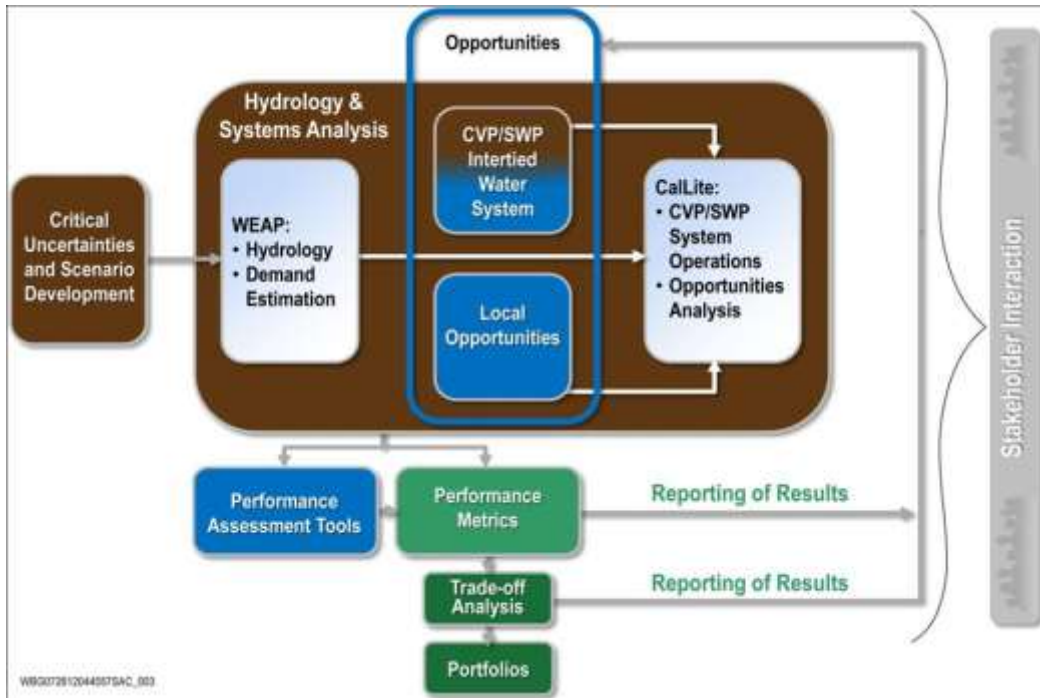 Opportunities
Hydrology &
Systems Analysis
CVP/SWP
Intertied
Water
System
CalLite:
• CVP/SWP
System
Operations
• Opportunities
Analysis
Critical
Uncertainties
and Scenario
Development
WEAP:
• Hydrology
• Demand
Estimation
Local
Opportunities
Stakeholder Interaction
Performance
Assessment Tools
Performance
Metrics
Reporting of Results
Trade-off
Analysis
Reporting of Results
Portfolios